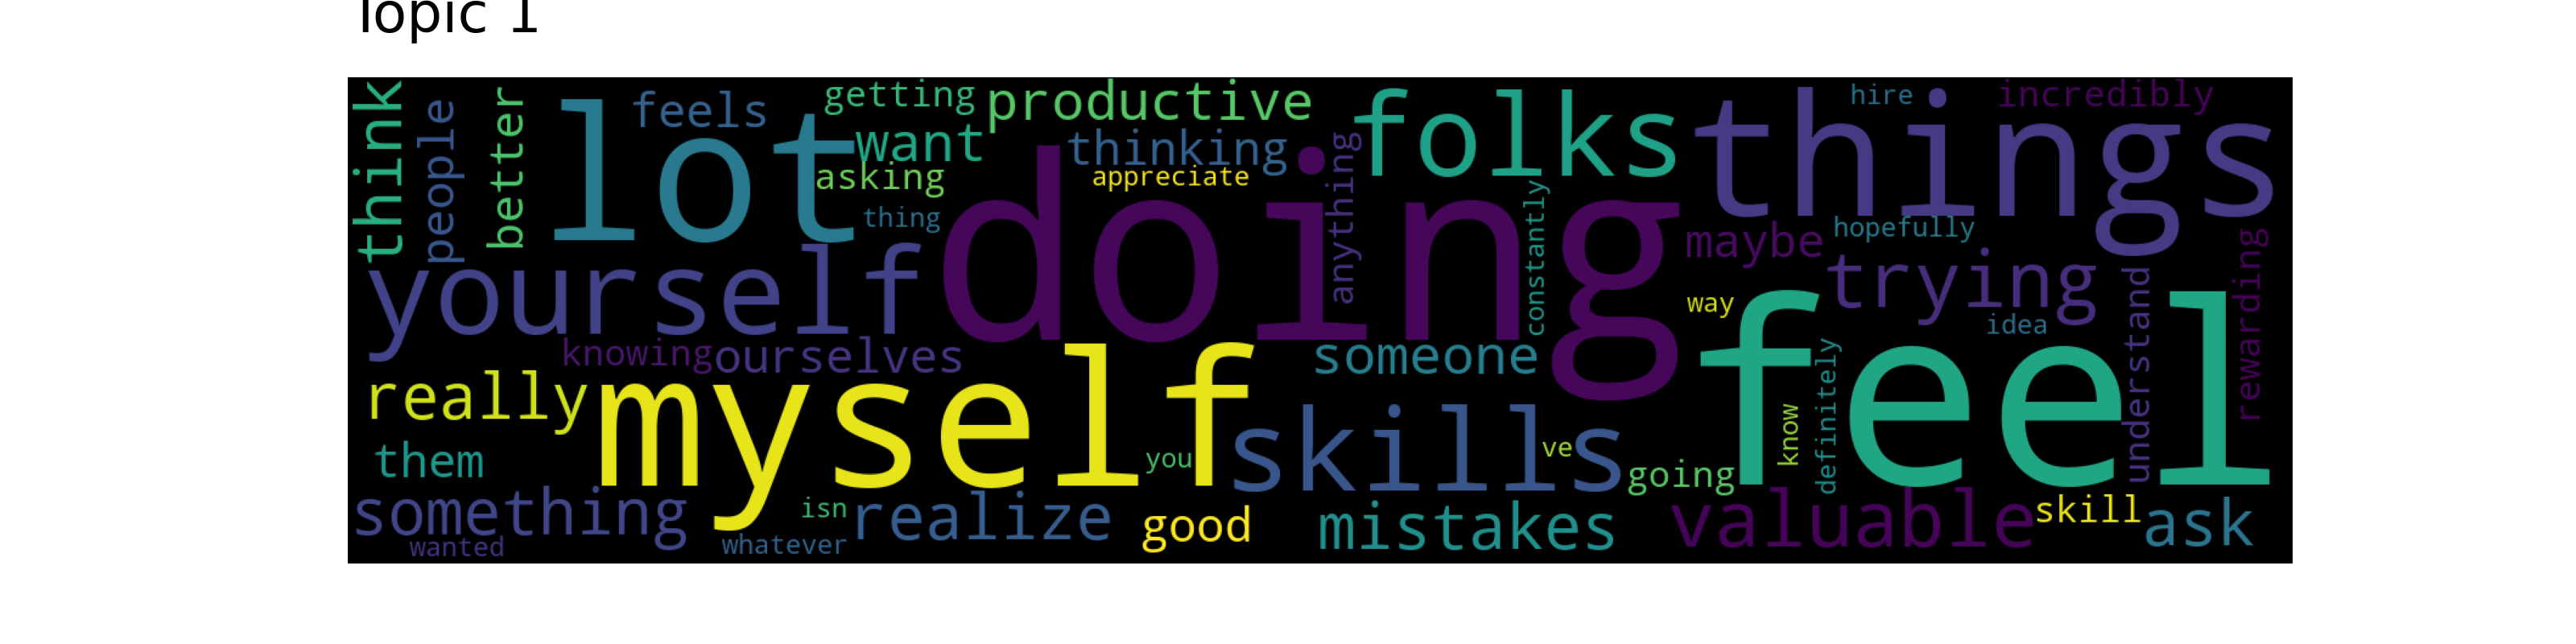 Topic 1
think
people
better
lot
feels
getting
productive
want
thinking
asking
appreciate
thing
folks
things
hire
incredibly
anything
constantly
doing
yourself
maybe
hopefully
trying
way
idea
understand
rewarding
knowing
ourselves
someone
feel
really
myself
you
skills
ve
going
know
definitely
them
something
wanted
isn
whatever
realize
good
mistakes
valuable
skill
ask